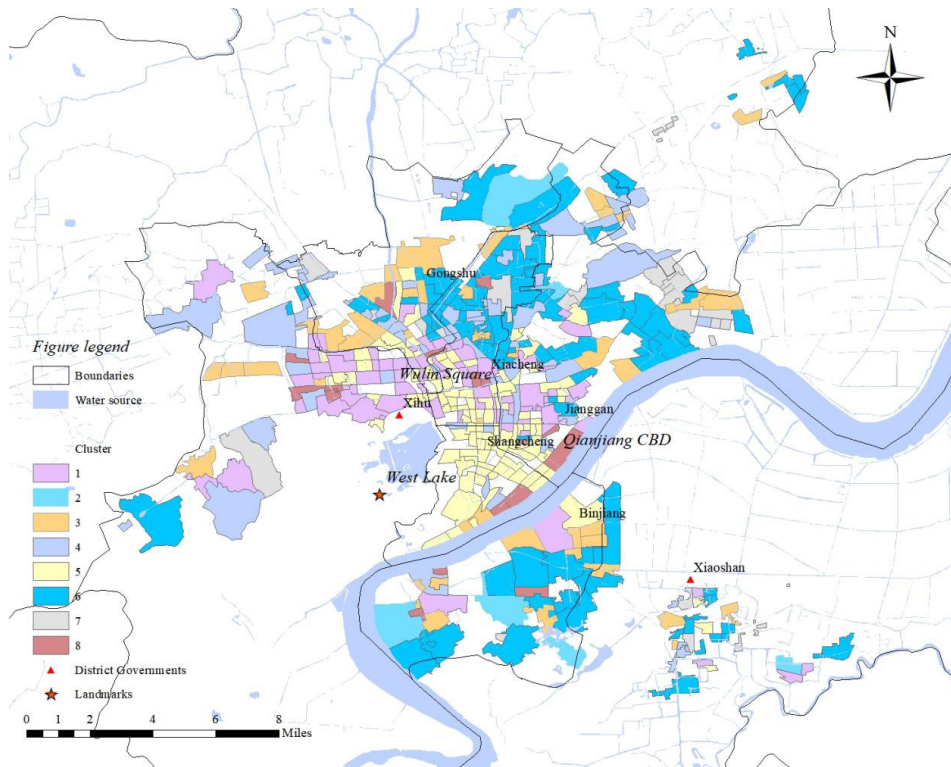 N
Gongshu
Figure legend
Boundaries
Water source
Xiacheng
Wulin Square
Xihu
Jianggan
Shangcheng
Qianjiang CBD
Cluster
1
West Lake
2
3
Binjiang
4
5
Xiaoshan
6
7
8
District Governments
Landmarks
0 1 2 4 6 8
Miles